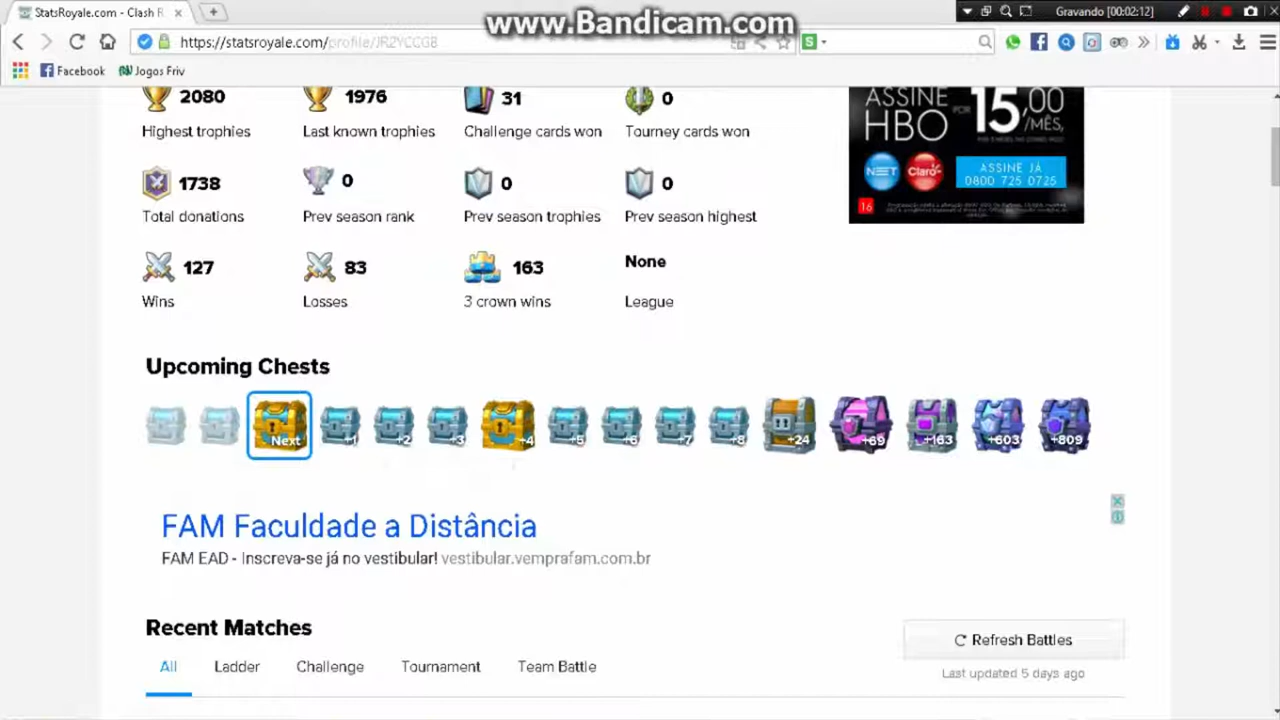 www.Bandicam.com
StatsRoyale.com - Clash R
Gravando [00:02:12]
https://statsroyale.com/profile/JR2YCCG8
Facebook
Jogos Friv
2080
Highest trophies
1976
Last known trophies
31
Challenge cards won
0
Tourney cards won
ASSINE
HBO
POR
15,00
/MÊS,
NET
Claro
ASSINE JÁ
0800 725 0725
16
1738
Total donations
0
Prev season rank
0
Prev season trophies
0
Prev season highest
127
Wins
83
Losses
163
3 crown wins
None
League
Upcoming Chests
Next
+1
+2
+3
+4
+5
+6
+7
+8
+24
+69
+163
+603
+809
FAM Faculdade a Distância
FAM EAD - Inscreva-se já no vestibular! vestibular.vemprafam.com.br
Recent Matches
Refresh Battles
All
Ladder
Challenge
Tournament
Team Battle
Last updated 5 days ago